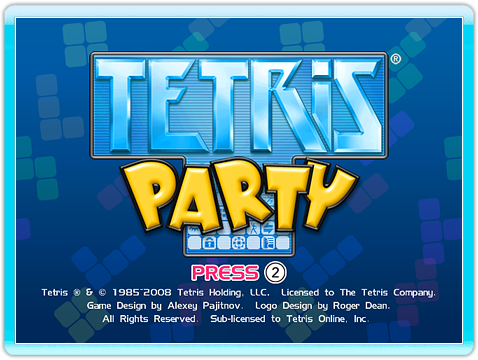 TETRiS®
PARTY
PRESS 2
Tetris ® & © 1985~2008 Tetris Holding, LLC. Licensed to The Tetris Company.
Game Design by Alexey Pajitnov. Logo Design by Roger Dean.
All Rights Reserved. Sub-licensed to Tetris Online, Inc.